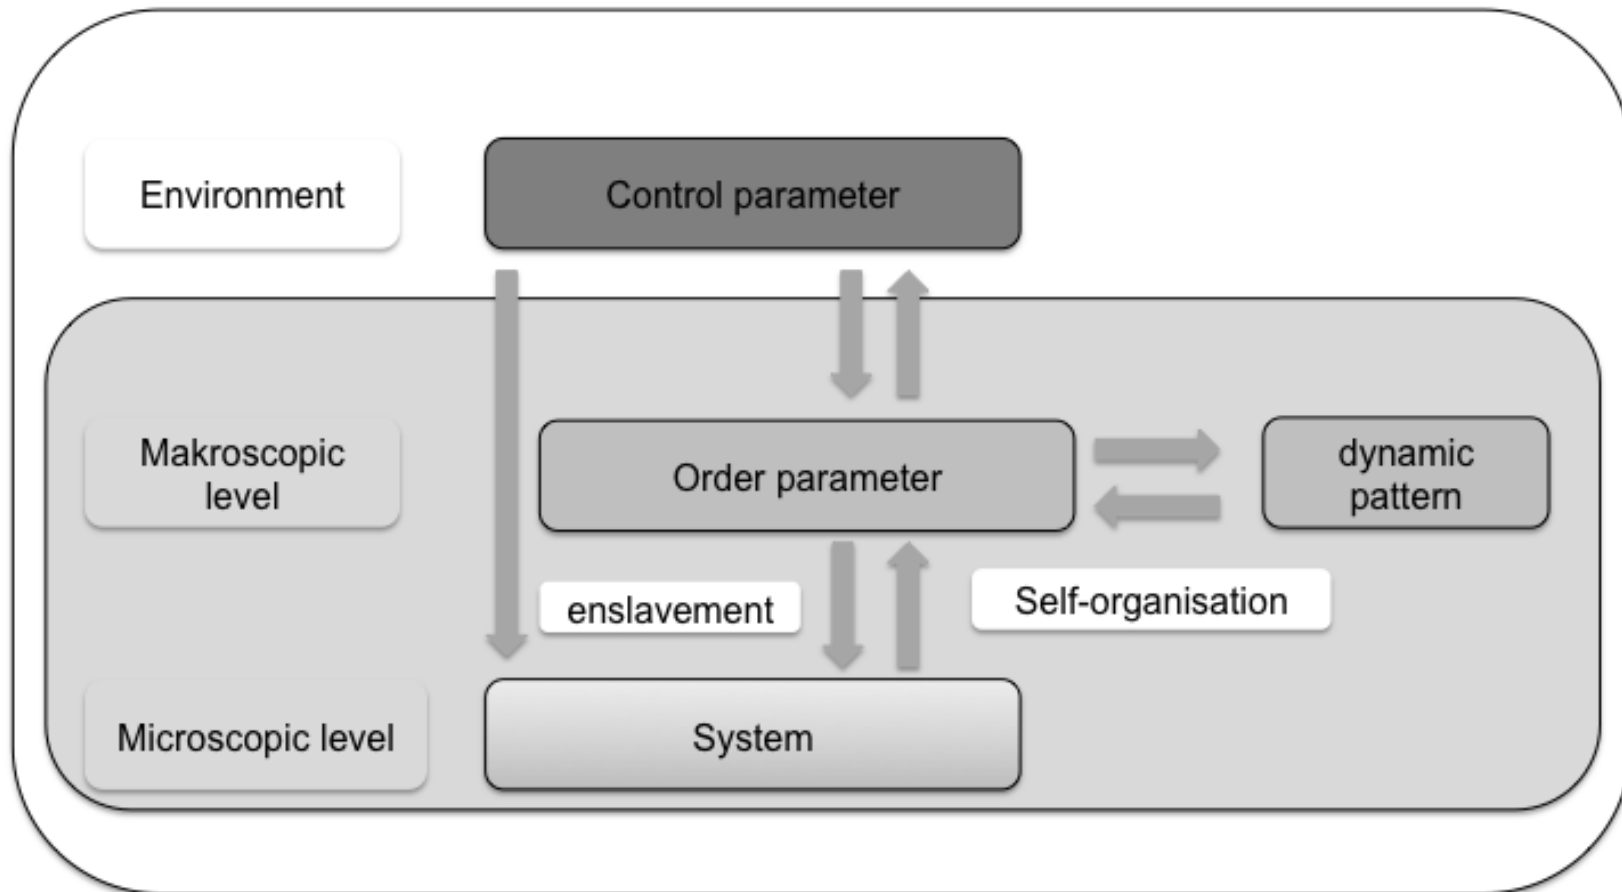 Environment
Control parameter
Makroscopic
level
Order parameter
dynamic
pattern
enslavement
Self-organisation
Microscopic level
System